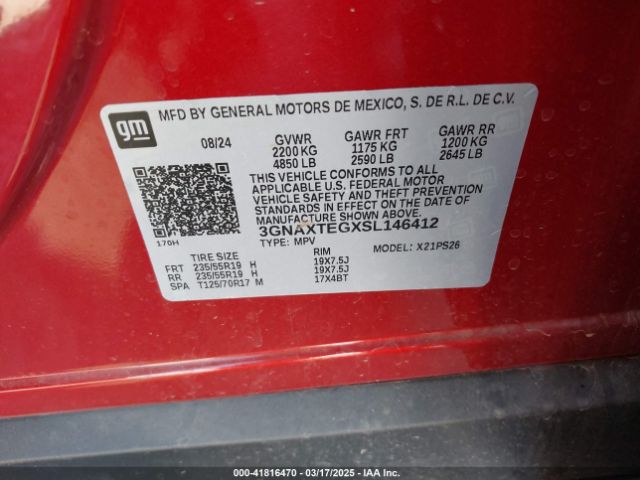 MFD BY GENERAL MOTORS DE MEXICO, S. DE R.L. DE C.V.
gm
08/24 GVWR GAWR FRT GAWR RR
2200 KG 1175 KG 1200 KG
4850 LB 2590 LB 2645 LB
THIS VEHICLE CONFORMS TO ALL
APPLICABLE U.S. FEDERAL MOTOR
VEHICLE SAFETY AND THEFT PREVENTION
STANDARDS IN EFFECT ON THE DATE OF
MANUFACTURE SHOWN ABOVE.
3GNAXTEGXSL146412
170H TYPE: MPV MODEL: X21PS26
TIRE SIZE RIM
FRT 235/55R19 H 19X7.5J
RR 235/55R19 H 19X7.5J
SPA T125/70R17 M 17X4BT
000-41816470 — 03/17/2025 — IAA Inc.